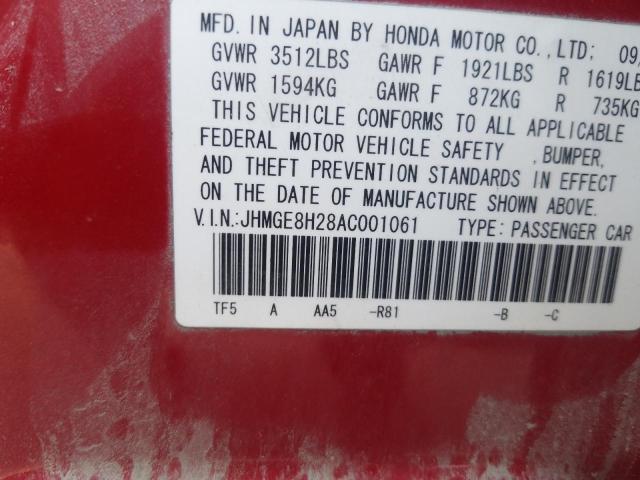 MFD. IN JAPAN BY HONDA MOTOR CO., LTD; 09
GVWR 3512LBS GAWR F 1921LBS R 1619LB
GVWR 1594KG GAWR F 872KG R 735KG
THIS VEHICLE CONFORMS TO ALL APPLICABLE
FEDERAL MOTOR VEHICLE SAFETY , BUMPER,
AND THEFT PREVENTION STANDARDS IN EFFECT
ON THE DATE OF MANUFACTURE SHOWN ABOVE.
V.I.N.:JHMGE8H28AC001061 TYPE: PASSENGER CAR
TF5 A AA5 -R81 -B -C